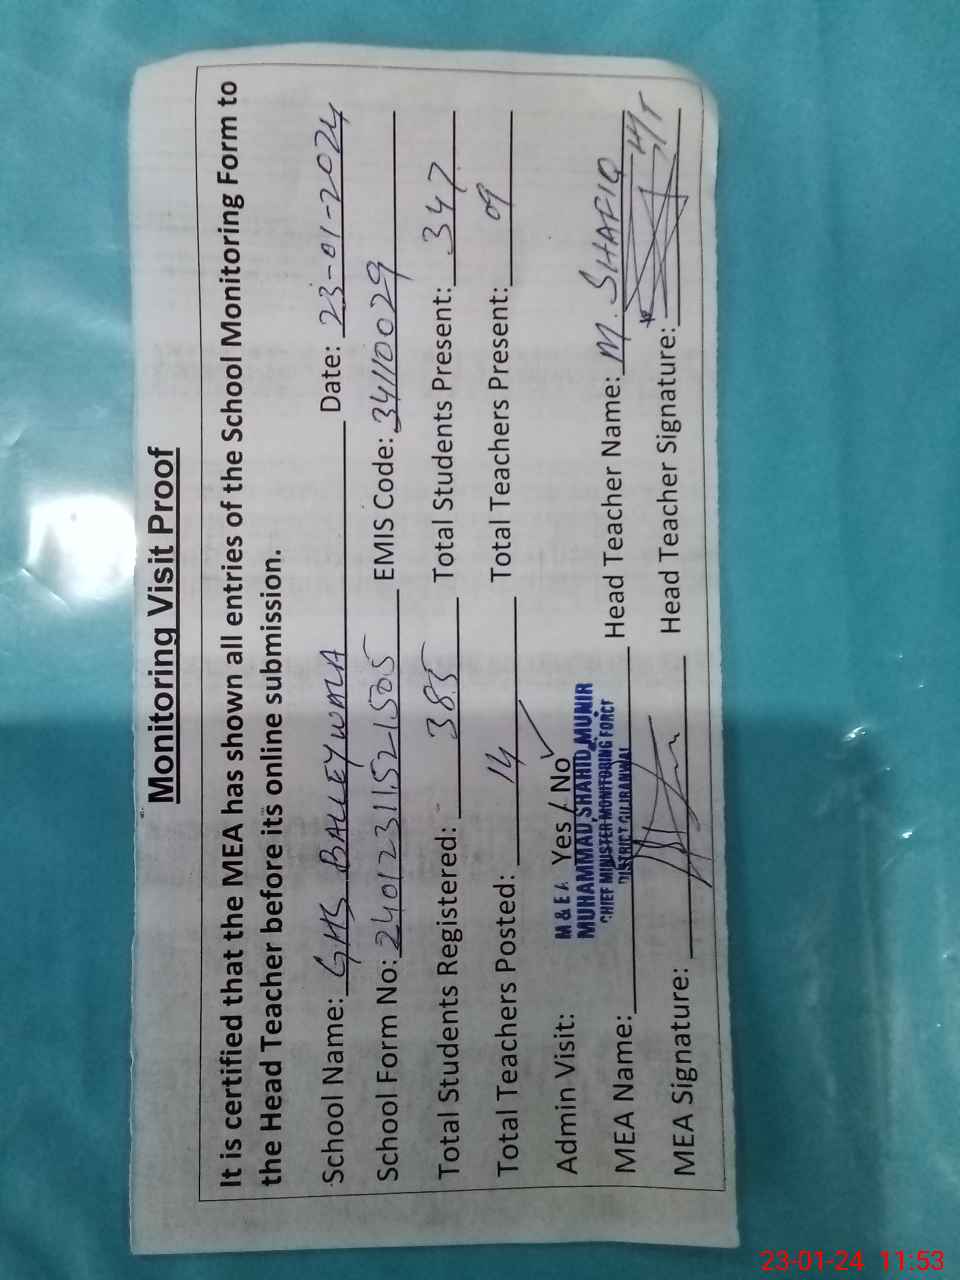 Monitoring Visit Proof
It is certified that the MEA has shown all entries of the School Monitoring Form to
the Head Teacher before its online submission.
School Name: GHS BALLEYWALA Date: 23-01-2024
School Form No: 24012311521505 EMIS Code: 34110029
Total Students Registered: 385 Total Students Present: 347
Total Teachers Posted: 14 Total Teachers Present: 09
Admin Visit: Yes / No
M & E A
MUHAMMAD SHAHID MUNIR
CHIEF MINISTER MONITORING FORCE
DISTRICT GUJRANWAL
MEA Name: Head Teacher Name: M. SHAFIQ
MEA Signature: Head Teacher Signature: H/T
23-01-24 11:53